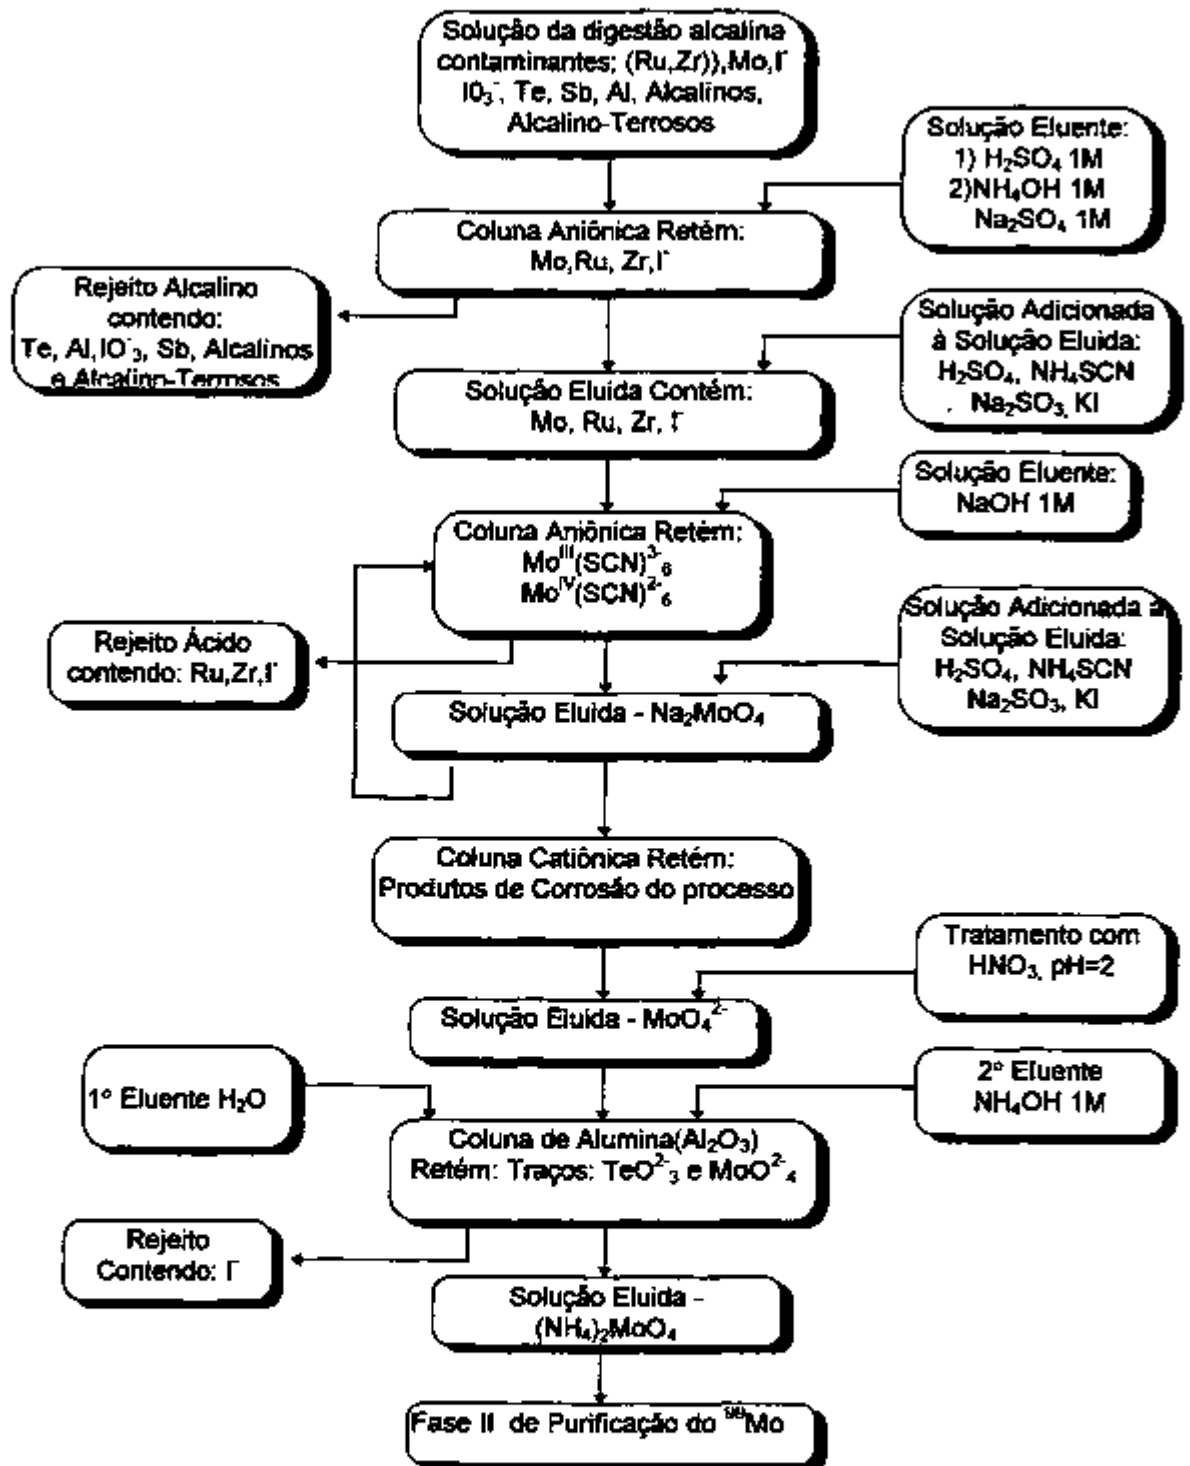 Solução da digestão alcalina
contaminantes; (Ru,Zr)),Mo,I⁻
IO₃⁻, Te, Sb, Al, Alcalinos,
Alcalino-Terrosos
Solução Eluente:
1) H₂SO₄ 1M
2)NH₄OH 1M
Na₂SO₄ 1M
Coluna Aniônica Retém:
Mo,Ru, Zr,I⁻
Rejeito Alcalino
contendo:
Te, Al,IO⁻₃, Sb, Alcalinos
e Alcalino-Terrosos
Solução Adicionada
à Solução Eluida:
H₂SO₄, NH₄SCN
Na₂SO₃, KI
Solução Eluida Contém:
Mo, Ru, Zr, I⁻
Solução Eluente:
NaOH 1M
Coluna Aniônica Retém:
Mo^III(SCN)³⁻₆
Mo^IV(SCN)²⁻₆
Rejeito Ácido
contendo: Ru,Zr,I⁻
Solução Adicionada à
Solução Eluida:
H₂SO₄, NH₄SCN
Na₂SO₃, KI
Solução Eluida - Na₂MoO₄
Coluna Catiônica Retém:
Produtos de Corrosão do processo
Tratamento com
HNO₃, pH=2
Solução Eluida - MoO₄²⁻
1° Eluente H₂O
2° Eluente
NH₄OH 1M
Coluna de Alumina(Al₂O₃)
Retém: Traços: TeO²⁻₃ e MoO²⁻₄
Rejeito
Contendo: I⁻
Solução Eluida -
(NH₄)₂MoO₄
Fase II de Purificação do ⁹⁹Mo